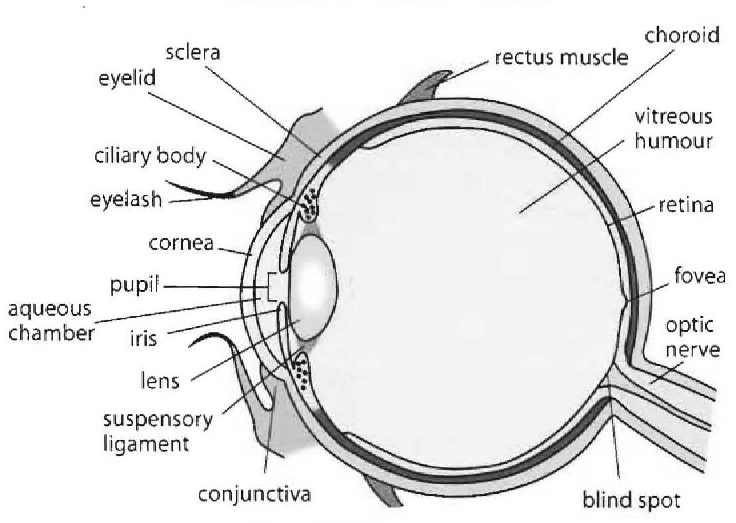 choroid
sclera
rectus muscle
eyelid
vitreous
humour
ciliary body
eyelash
retina
cornea
fovea
pupil
aqueous
chamber
optic
nerve
iris
lens
suspensory
ligament
conjunctiva
blind spot